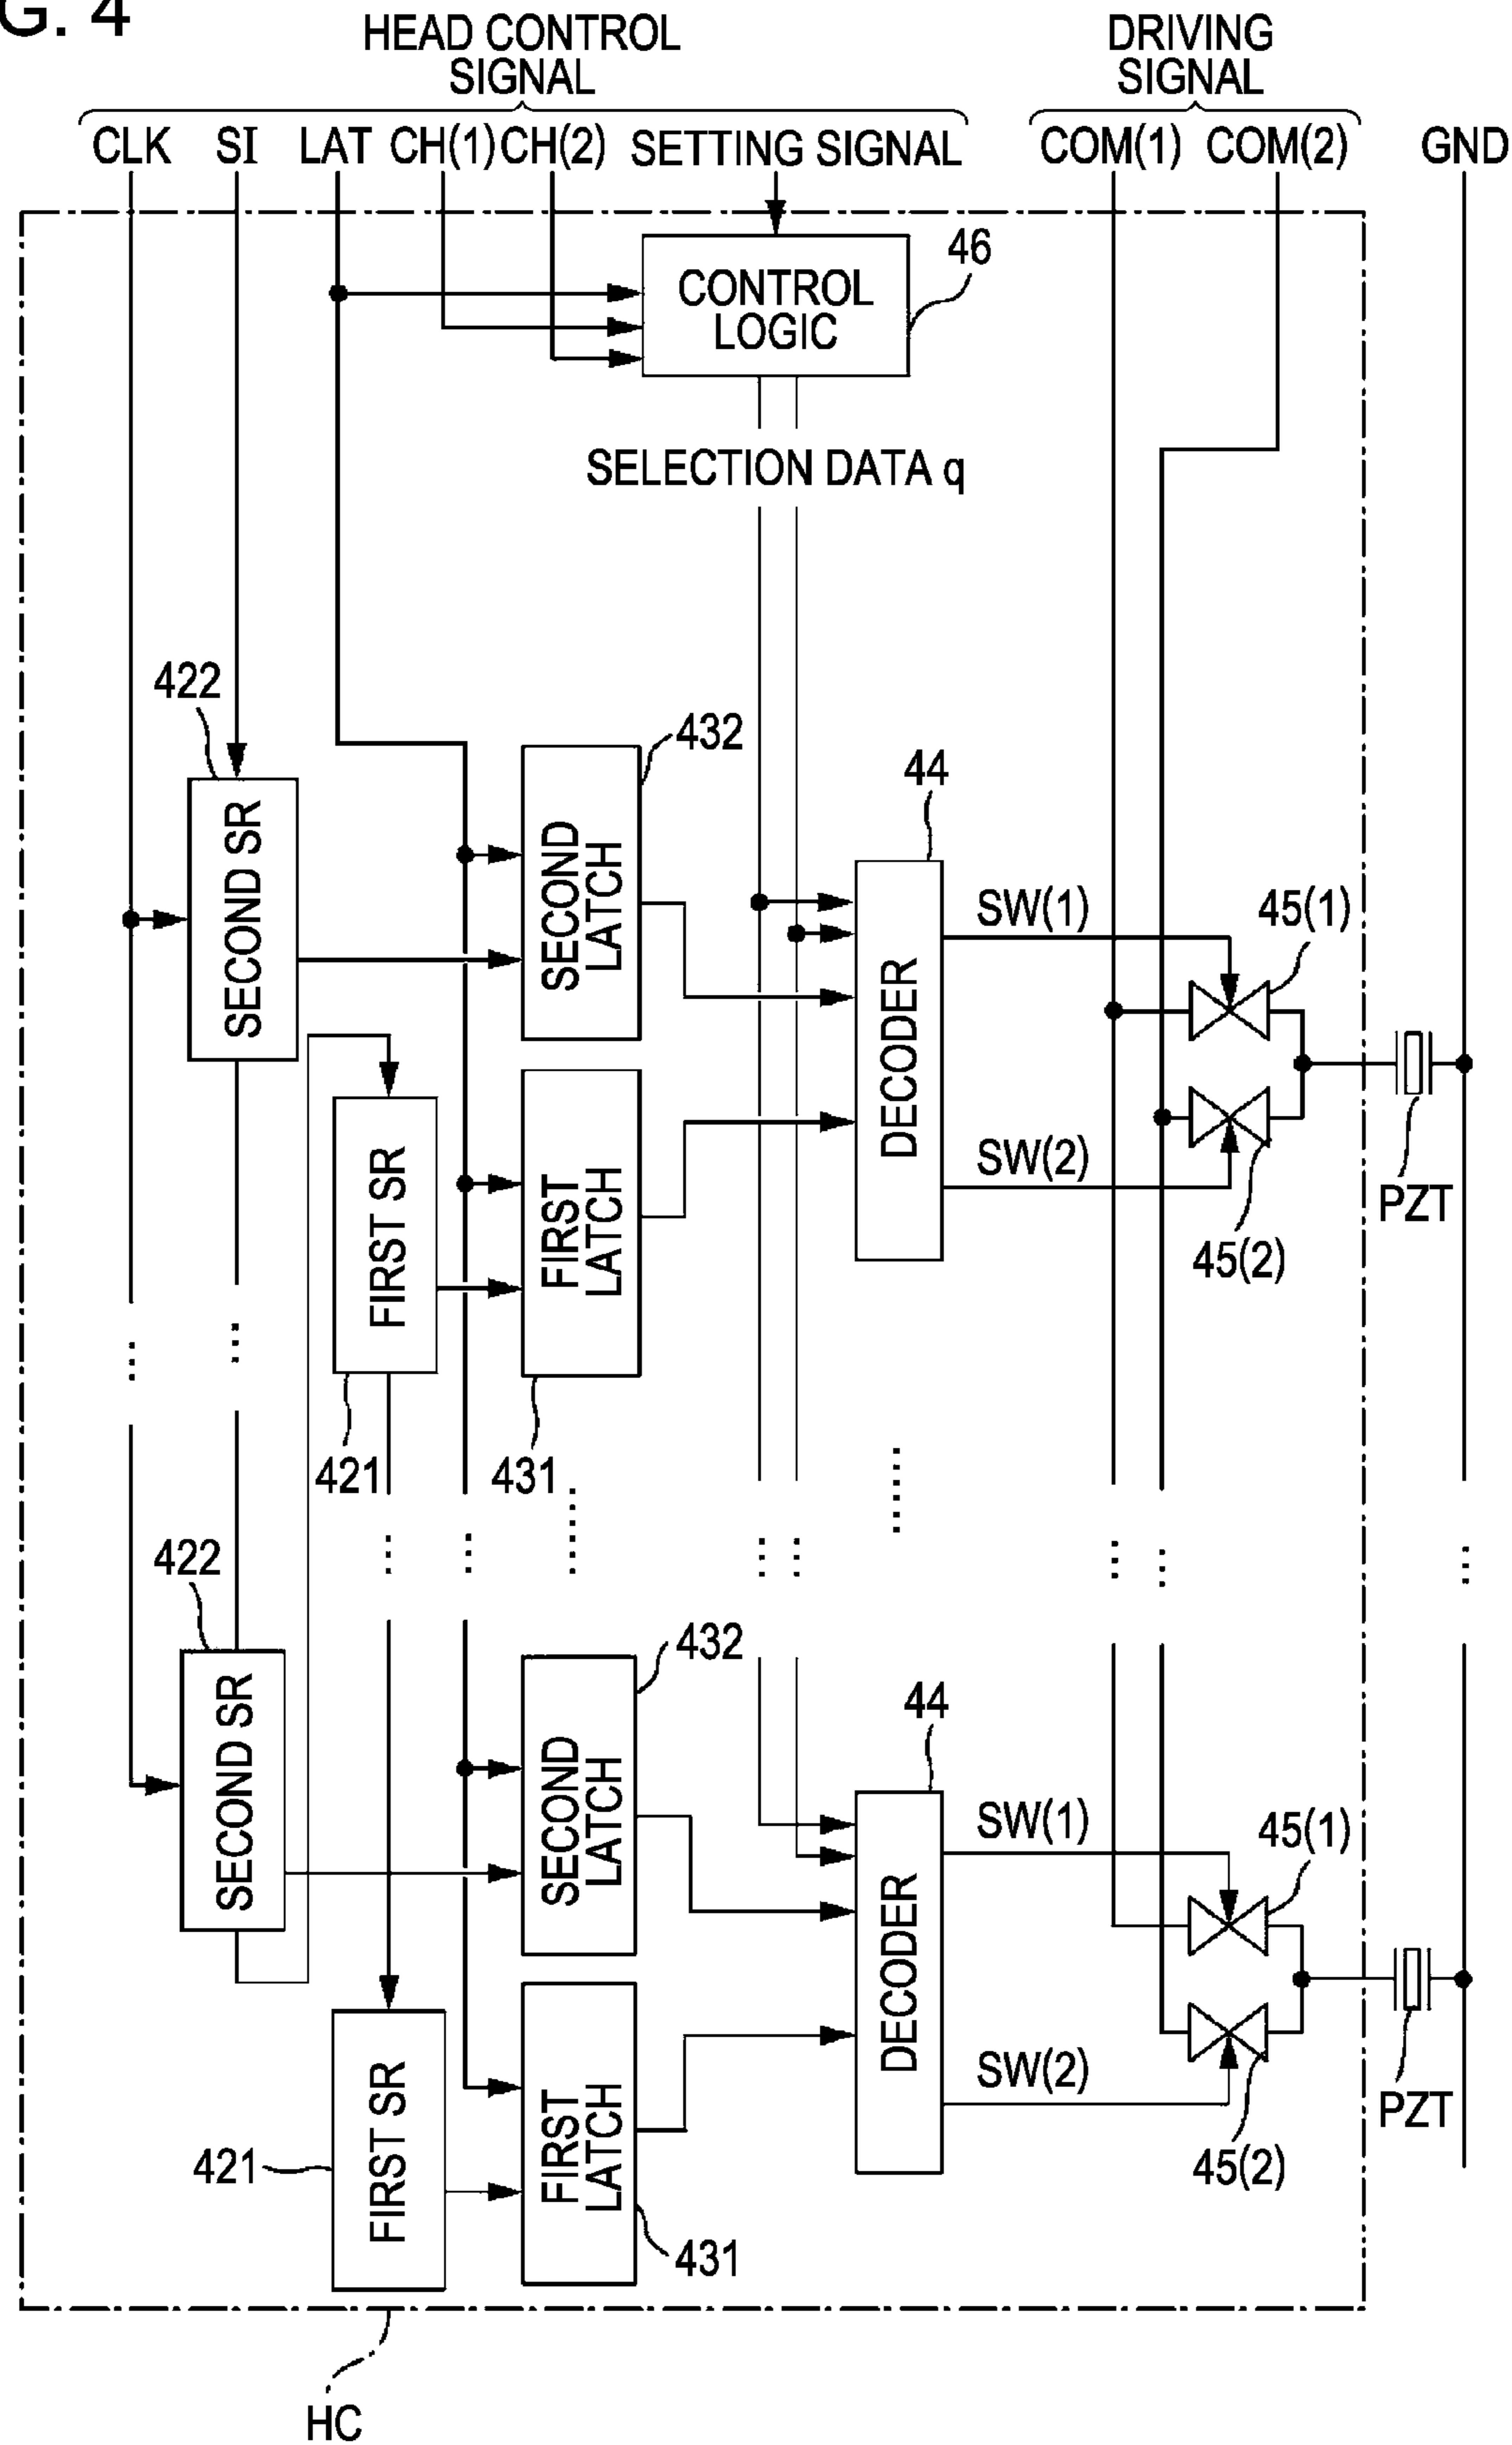 G. 4
HEAD CONTROL
SIGNAL
DRIVING
SIGNAL
CLK SI LAT CH(1) CH(2) SETTING SIGNAL COM(1) COM(2) GND
46
CONTROL
LOGIC
SELECTION DATA q
422
432
44
SECOND SR
SECOND
LATCH
DECODER
SW(1)
45(1)
FIRST SR
FIRST
LATCH
SW(2)
45(2)
PZT
421
431
422
432
44
SECOND SR
SECOND
LATCH
DECODER
SW(1)
45(1)
FIRST SR
FIRST
LATCH
SW(2)
45(2)
PZT
421
431
HC